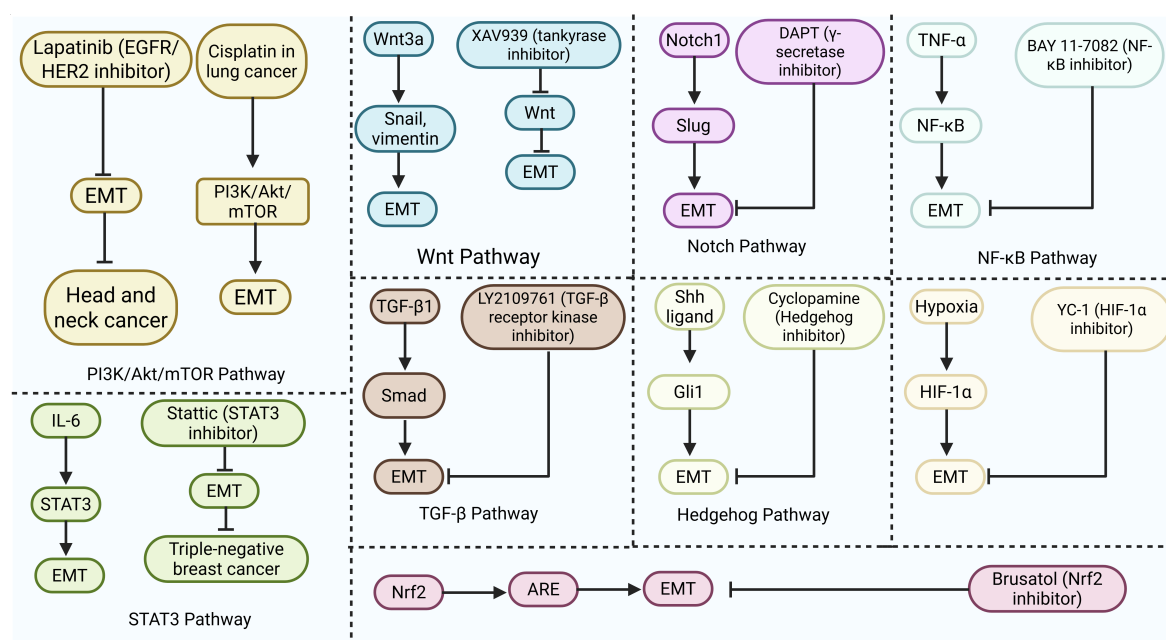 Lapatinib (EGFR/
HER2 inhibitor)
Cisplatin in
lung cancer
EMT
PI3K/Akt/
mTOR
Head and
neck cancer
EMT
PI3K/Akt/mTOR Pathway
Wnt3a
XAV939 (tankyrase
inhibitor)
Snail,
vimentin
Wnt
EMT
EMT
Wnt Pathway
Notch1
DAPT (γ-
secretase
inhibitor)
Slug
EMT
Notch Pathway
TNF-α
BAY 11-7082 (NF-
κB inhibitor)
NF-κB
EMT
NF-κB Pathway
IL-6
Stattic (STAT3
inhibitor)
STAT3
EMT
EMT
Triple-negative
breast cancer
STAT3 Pathway
TGF-β1
LY2109761 (TGF-β
receptor kinase
inhibitor)
Smad
EMT
TGF-β Pathway
Shh
ligand
Cyclopamine
(Hedgehog
inhibitor)
Gli1
EMT
Hedgehog Pathway
Hypoxia
YC-1 (HIF-1α
inhibitor)
HIF-1α
EMT
Nrf2
ARE
EMT
Brusatol (Nrf2
inhibitor)